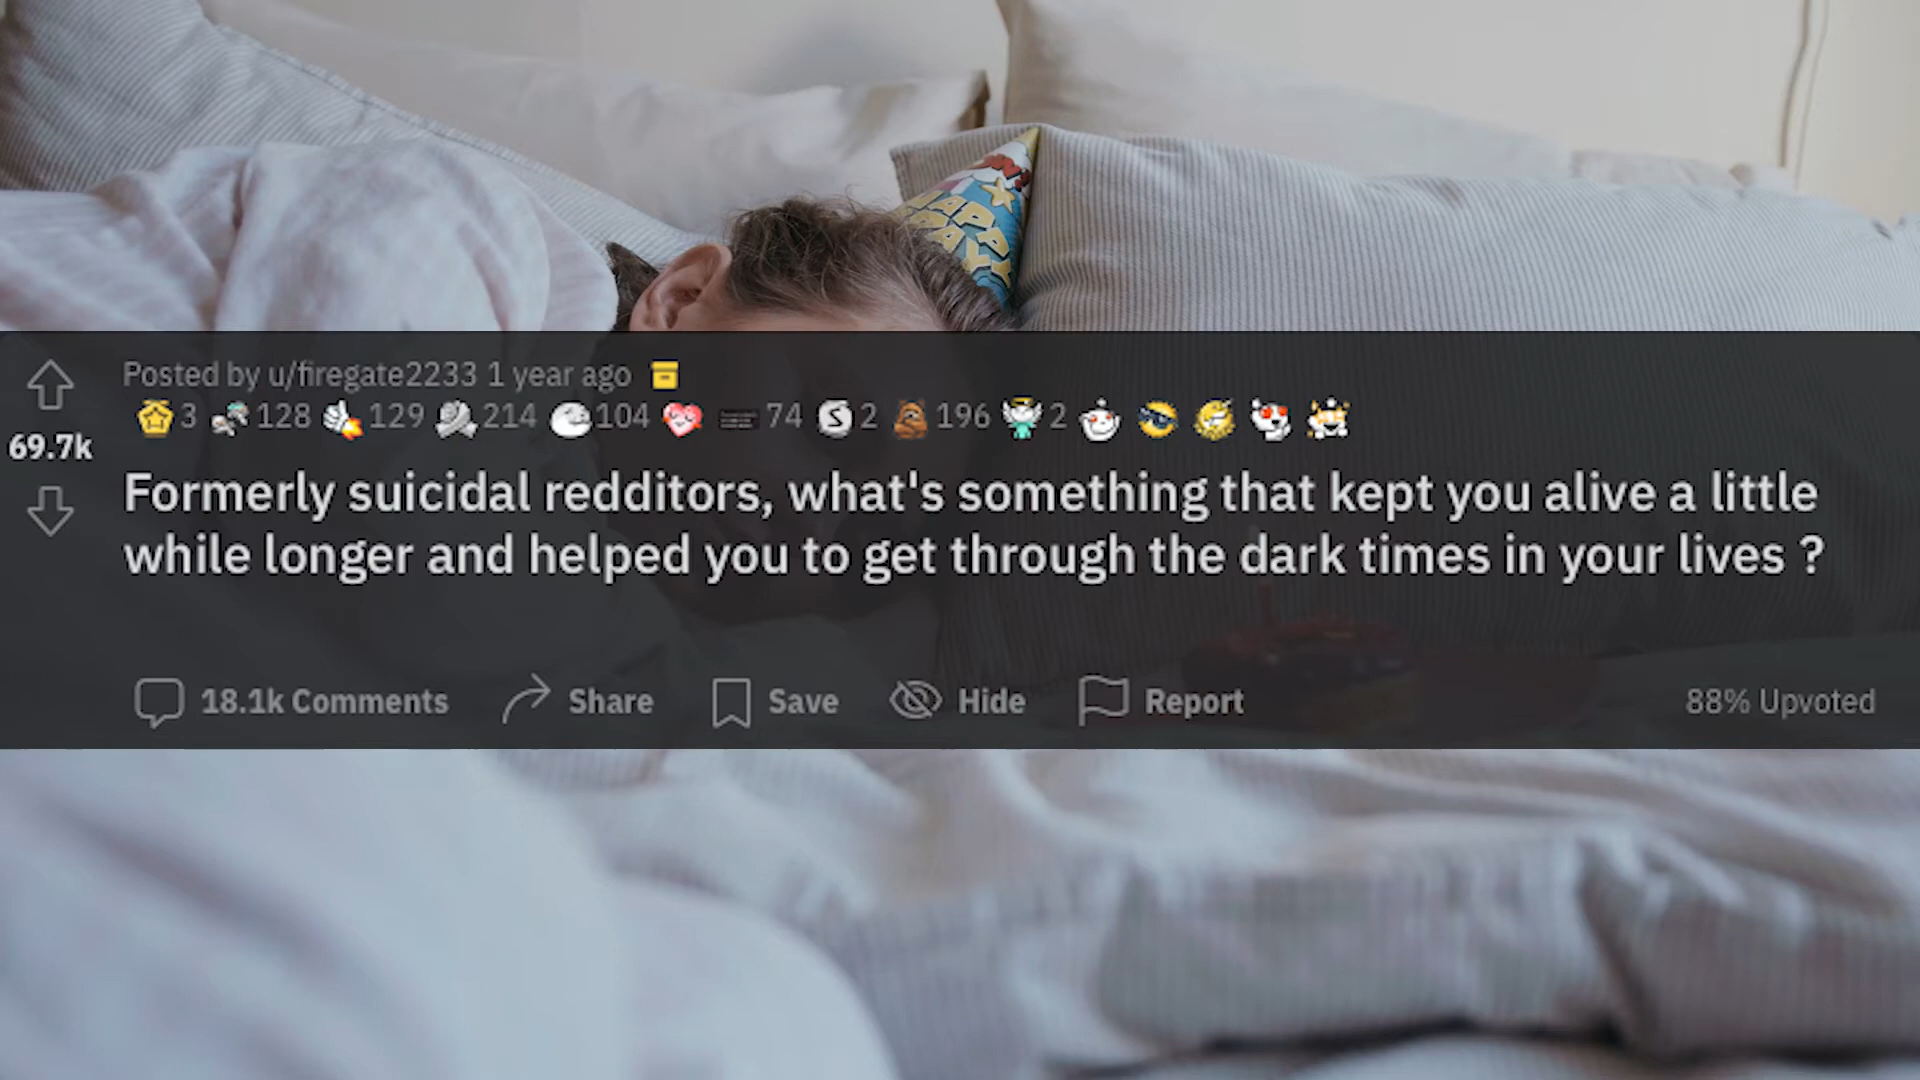 HAPPY
DAY
Posted by u/firegate2233 1 year ago
3 128 129 214 104 74 2 196 2
69.7k
Formerly suicidal redditors, what's something that kept you alive a little
while longer and helped you to get through the dark times in your lives ?
18.1k Comments Share Save Hide Report 88% Upvoted